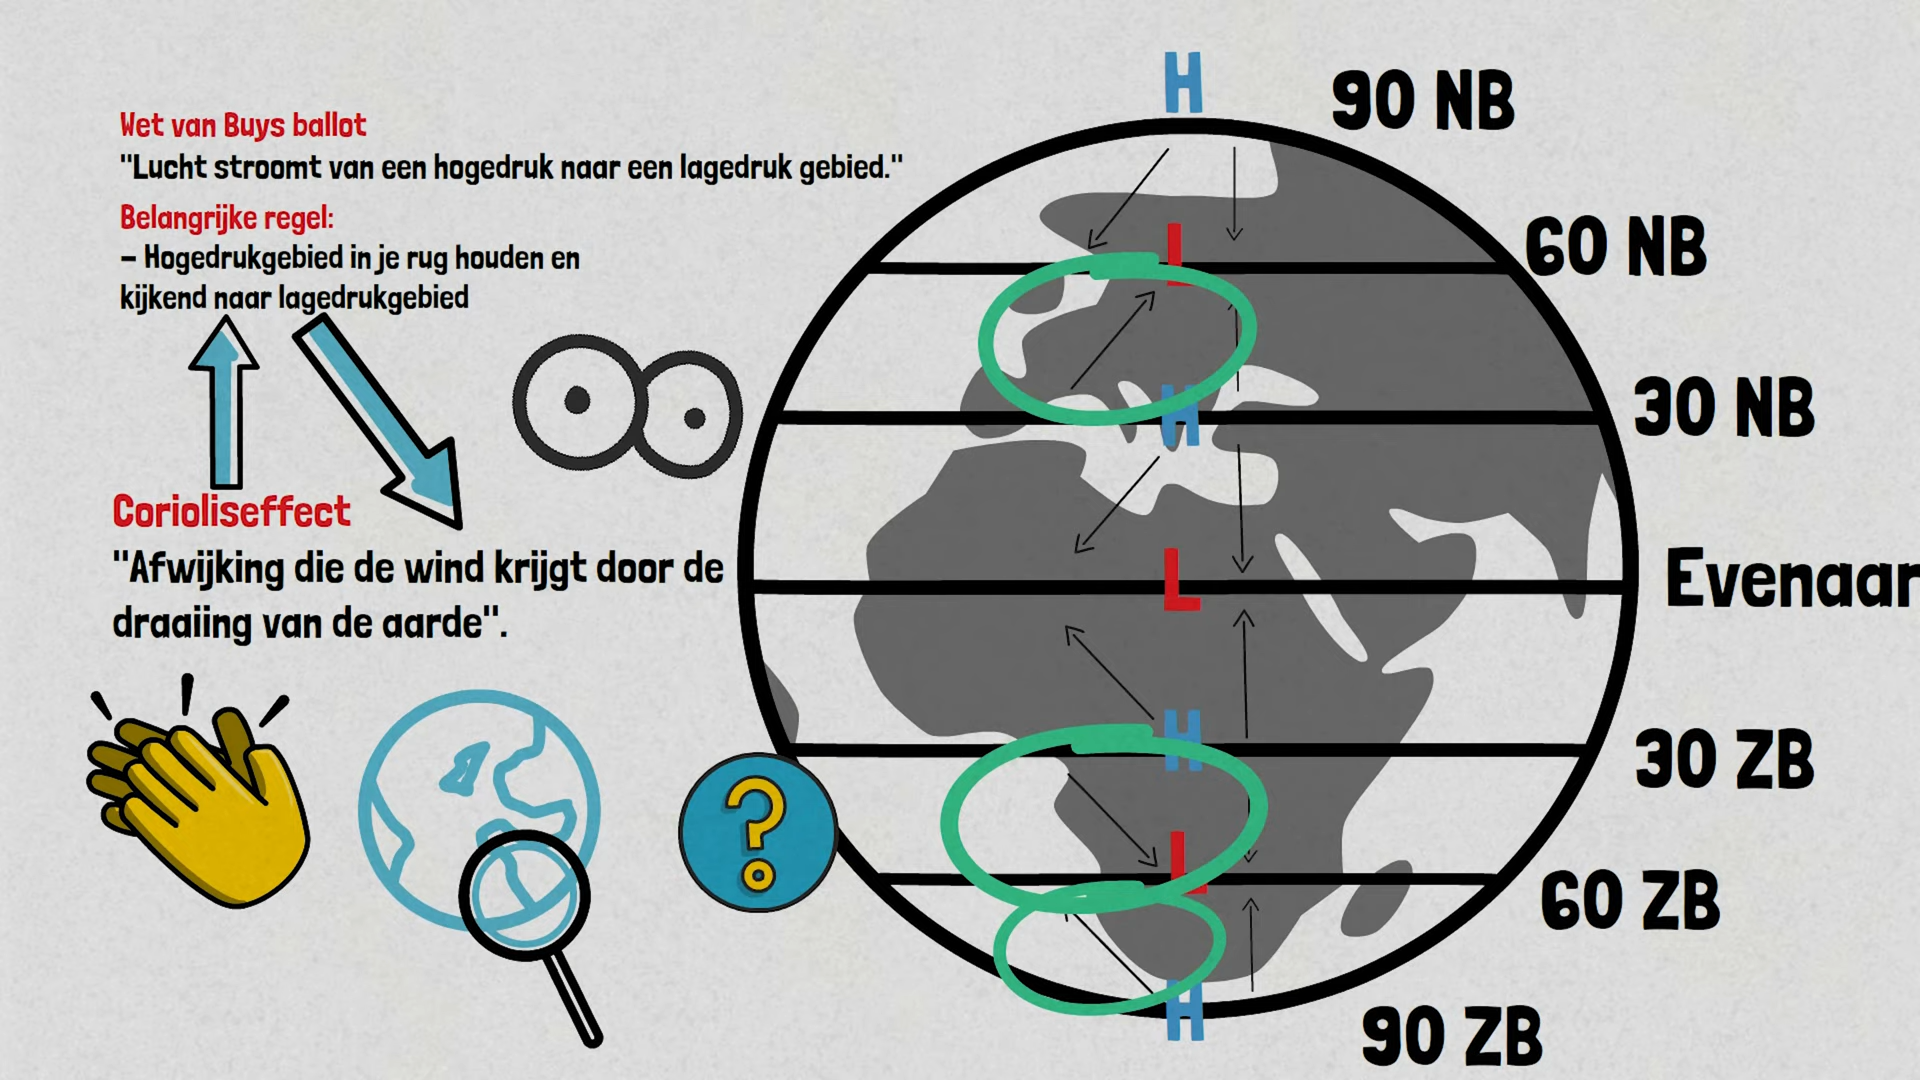 Wet van Buys ballot
"Lucht stroomt van een hogedruk naar een lagedruk gebied."
Belangrijke regel:
– Hogedrukgebied in je rug houden en
kijkend naar lagedrukgebied
Corioliseffect
"Afwijking die de wind krijgt door de
draaiing van de aarde".
H
90 NB
L
60 NB
H
30 NB
L
Evenaar
H
30 ZB
L
60 ZB
H
90 ZB
?